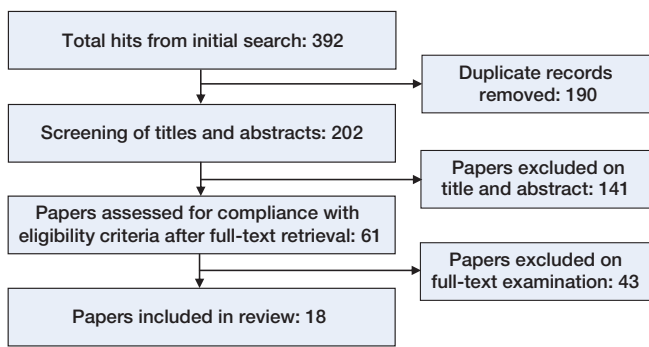 Total hits from initial search: 392
Duplicate records
removed: 190
Screening of titles and abstracts: 202
Papers excluded on
title and abstract: 141
Papers assessed for compliance with
eligibility criteria after full-text retrieval: 61
Papers excluded on
full-text examination: 43
Papers included in review: 18